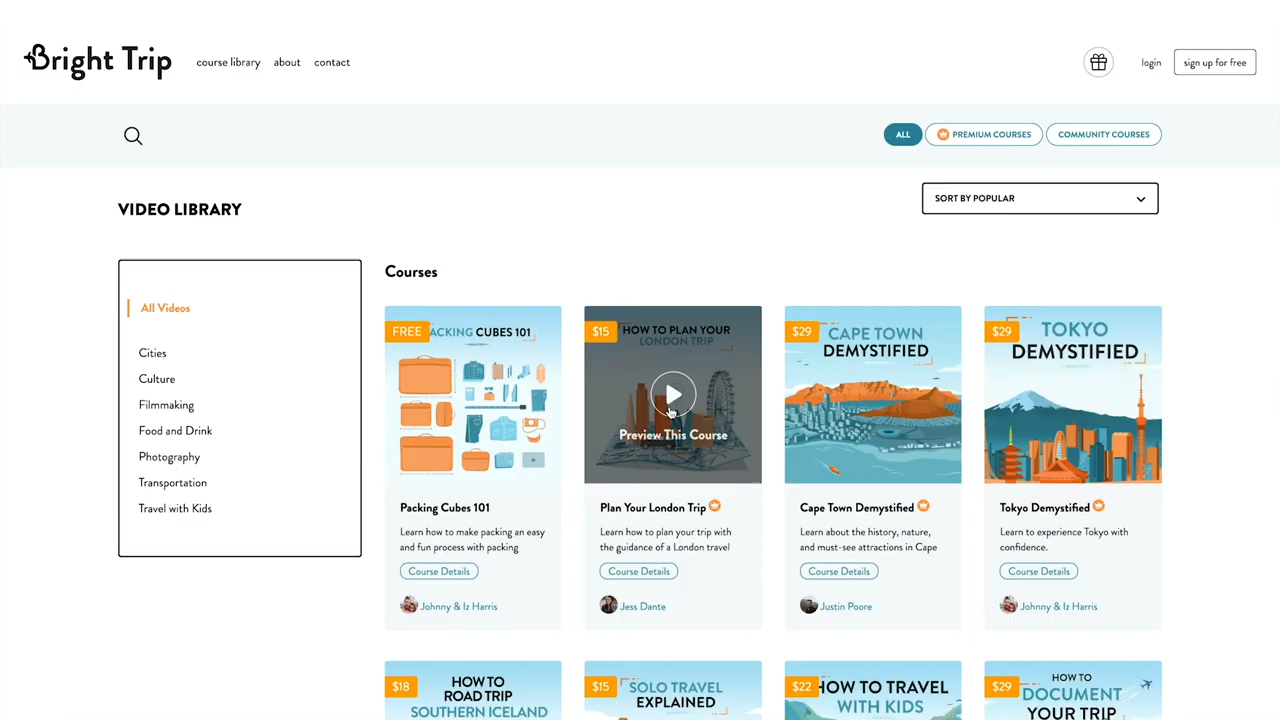 Bright Trip
course library
about
contact
login
sign up for free
ALL
PREMIUM COURSES
COMMUNITY COURSES
VIDEO LIBRARY
SORT BY POPULAR
All Videos
Cities
Culture
Filmmaking
Food and Drink
Photography
Transportation
Travel with Kids
Courses
FREE
PACKING CUBES 101
Packing Cubes 101
Learn how to make packing an easy
and fun process with packing
Course Details
Johnny & Iz Harris
$15
HOW TO PLAN YOUR
LONDON TRIP
Preview This Course
Plan Your London Trip
Learn how to plan your trip with
the guidance of a London travel
Course Details
Jess Dante
$29
CAPE TOWN
DEMYSTIFIED
Cape Town Demystified
Learn about the history, nature,
and must-see attractions in Cape
Course Details
Justin Poore
$29
TOKYO
DEMYSTIFIED
Tokyo Demystified
Learn to experience Tokyo with
confidence.
Course Details
Johnny & Iz Harris
$18
HOW TO
ROAD TRIP
SOUTHERN ICELAND
$15
SOLO TRAVEL
EXPLAINED
$22
HOW TO TRAVEL
WITH KIDS
$29
HOW TO
DOCUMENT
YOUR TRIP